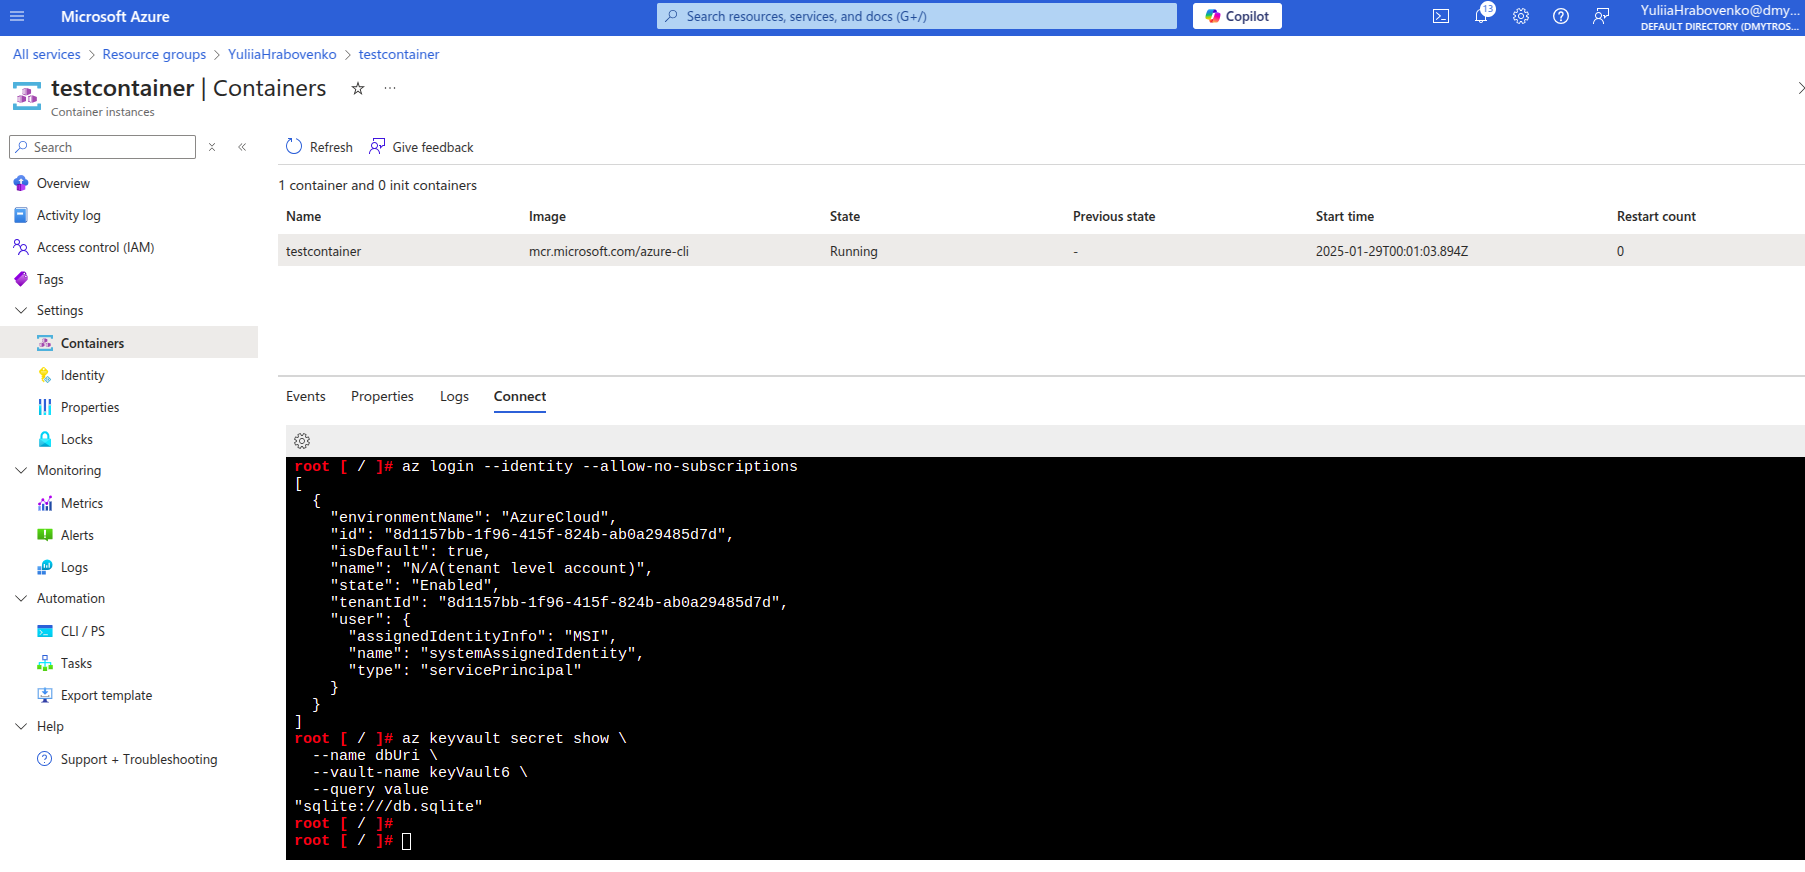 Microsoft Azure
Search resources, services, and docs (G+/)
Copilot
13
YuliiaHrabovenko@dmy...
DEFAULT DIRECTORY (DMYTROS...
All services > Resource groups > YuliiaHrabovenko > testcontainer
testcontainer | Containers
Container instances
Search
Refresh
Give feedback
Overview
Activity log
Access control (IAM)
Tags
Settings
Containers
Identity
Properties
Locks
Monitoring
Metrics
Alerts
Logs
Automation
CLI / PS
Tasks
Export template
Help
Support + Troubleshooting
1 container and 0 init containers
Name Image State Previous state Start time Restart count
testcontainer mcr.microsoft.com/azure-cli Running - 2025-01-29T00:01:03.894Z 0
Events Properties Logs Connect
root [ / ]# az login --identity --allow-no-subscriptions
[
  {
    "environmentName": "AzureCloud",
    "id": "8d1157bb-1f96-415f-824b-ab0a29485d7d",
    "isDefault": true,
    "name": "N/A(tenant level account)",
    "state": "Enabled",
    "tenantId": "8d1157bb-1f96-415f-824b-ab0a29485d7d",
    "user": {
      "assignedIdentityInfo": "MSI",
      "name": "systemAssignedIdentity",
      "type": "servicePrincipal"
    }
  }
]
root [ / ]# az keyvault secret show \
  --name dbUri \
  --vault-name keyVault6 \
  --query value
"sqlite:///db.sqlite"
root [ / ]#
root [ / ]#